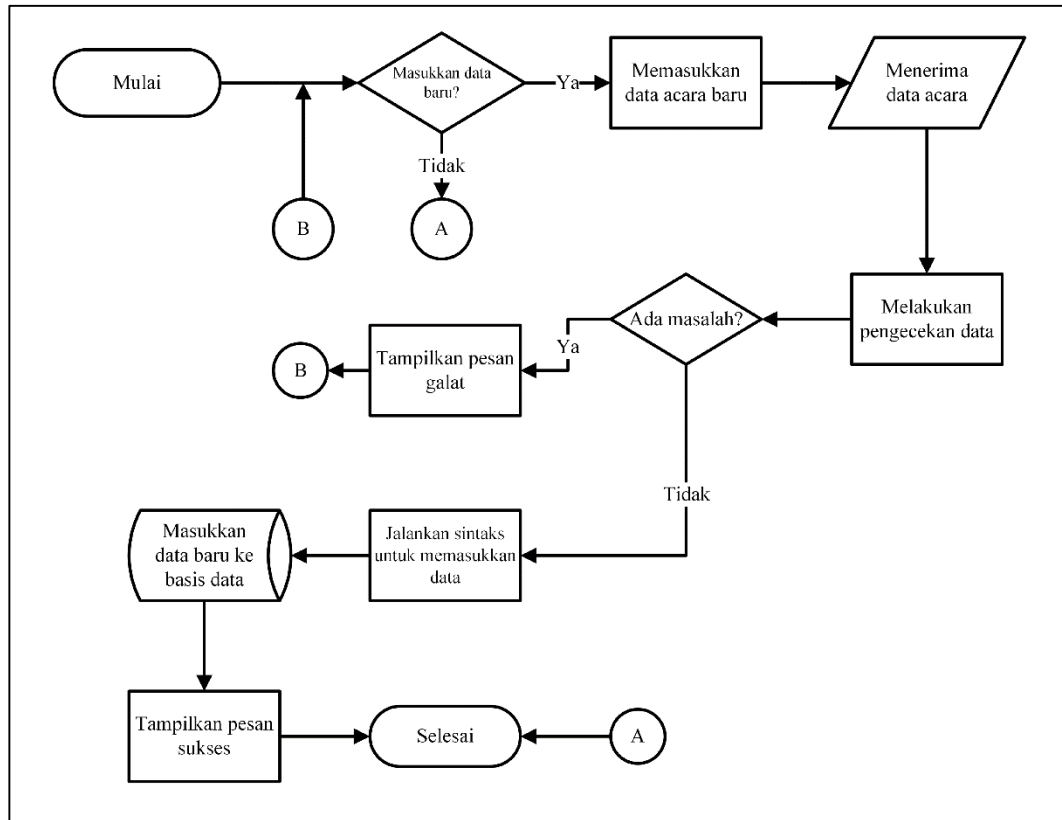 Mulai
Masukkan data
baru?
Ya
Memasukkan
data acara baru
Menerima
data acara
Tidak
B
A
Melakukan
pengecekan data
Ada masalah?
Ya
Tampilkan pesan
galat
B
Tidak
Jalankan sintaks
untuk memasukkan
data
Masukkan
data baru ke
basis data
Tampilkan pesan
sukses
Selesai
A